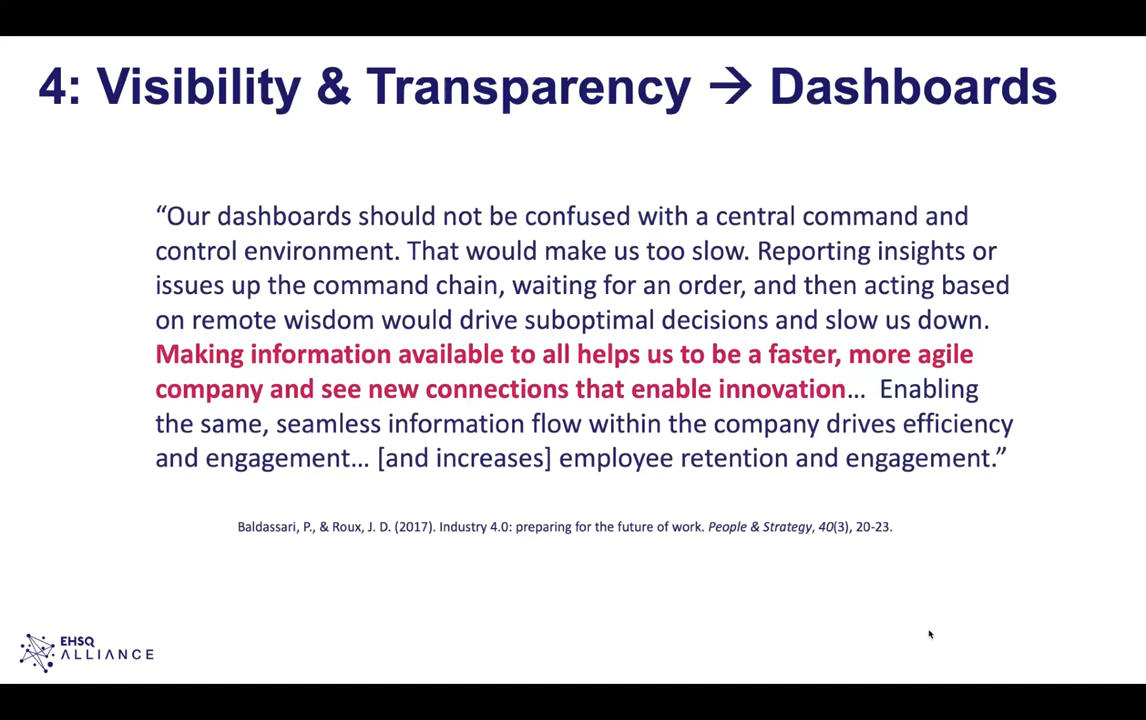 4: Visibility & Transparency → Dashboards
“Our dashboards should not be confused with a central command and
control environment. That would make us too slow. Reporting insights or
issues up the command chain, waiting for an order, and then acting based
on remote wisdom would drive suboptimal decisions and slow us down.
Making information available to all helps us to be a faster, more agile
company and see new connections that enable innovation… Enabling
the same, seamless information flow within the company drives efficiency
and engagement… [and increases] employee retention and engagement.”
Baldassari, P., & Roux, J. D. (2017). Industry 4.0: preparing for the future of work. People & Strategy, 40(3), 20-23.
EHSQ
ALLIANCE